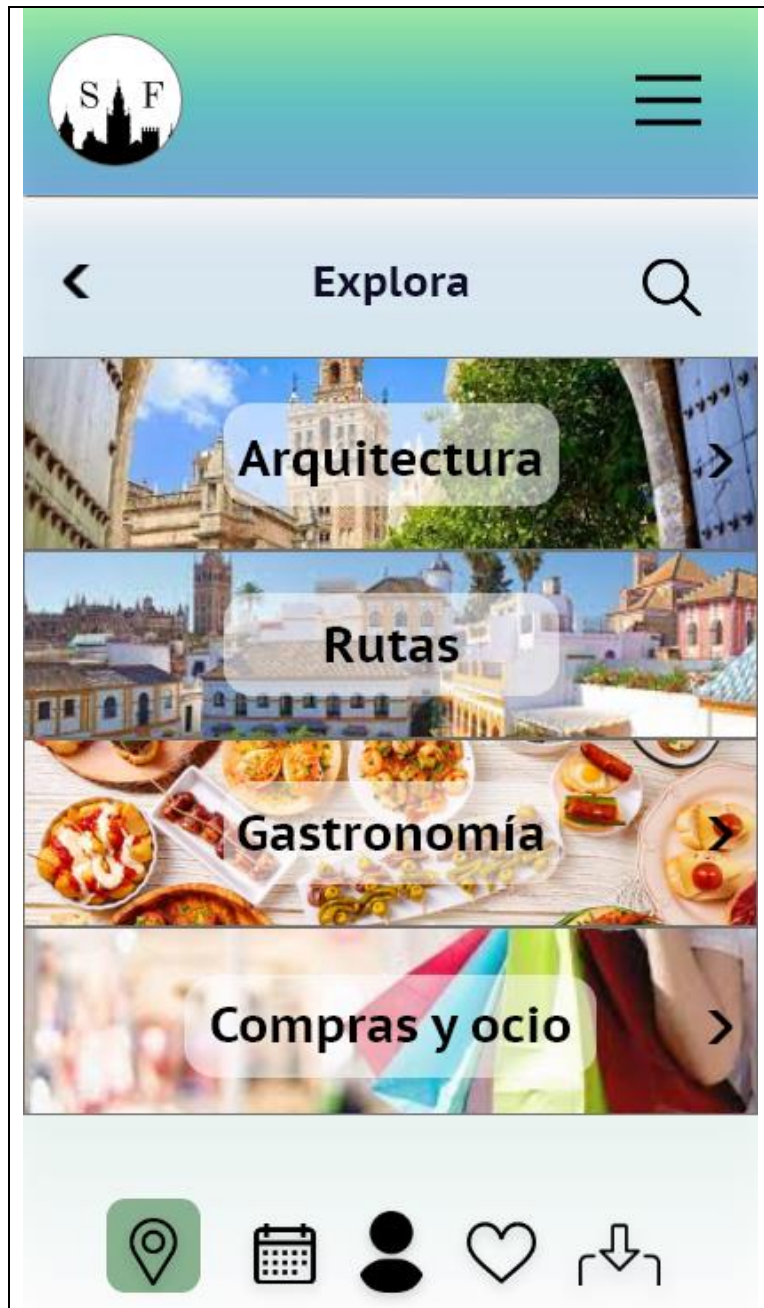 S F
Explora
Arquitectura
Rutas
Gastronomía
Compras y ocio